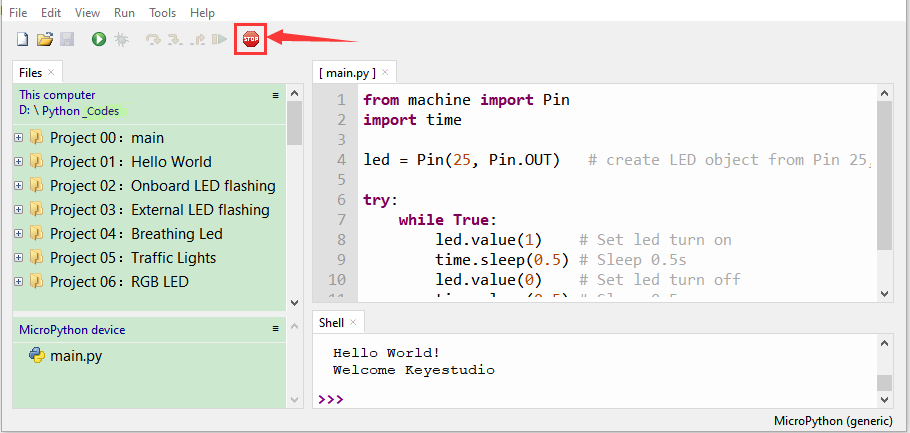 File Edit View Run Tools Help
STOP
Files
This computer
D: \ Python _Codes
Project 00：main
Project 01：Hello World
Project 02：Onboard LED flashing
Project 03：External LED flashing
Project 04：Breathing Led
Project 05：Traffic Lights
Project 06：RGB LED
MicroPython device
main.py
[ main.py ]
1 from machine import Pin
2 import time
3
4 led = Pin(25, Pin.OUT) # create LED object from Pin 25,
5
6 try:
7 while True:
8 led.value(1) # Set led turn on
9 time.sleep(0.5) # Sleep 0.5s
10 led.value(0) # Set led turn off
Shell
Hello World!
Welcome Keyestudio
>>>
MicroPython (generic)